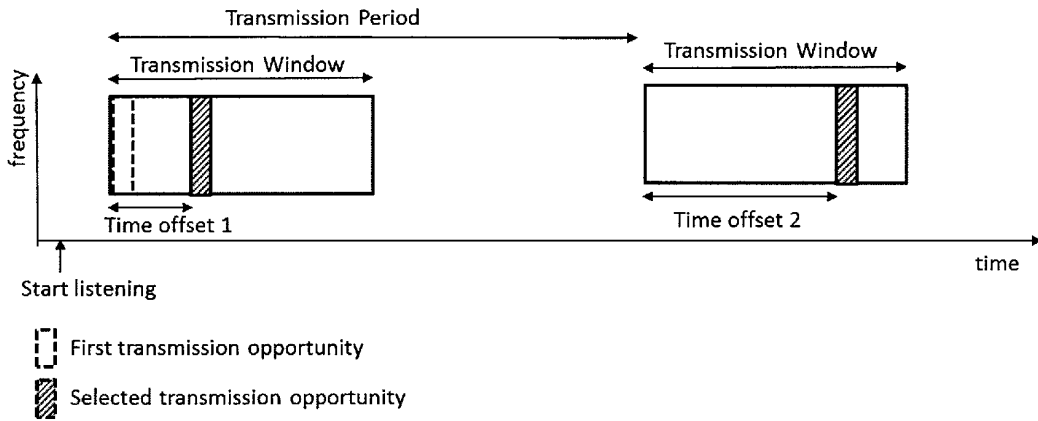 Transmission Period
Transmission Window
Transmission Window
frequency
Time offset 1
Time offset 2
time
Start listening
First transmission opportunity
Selected transmission opportunity